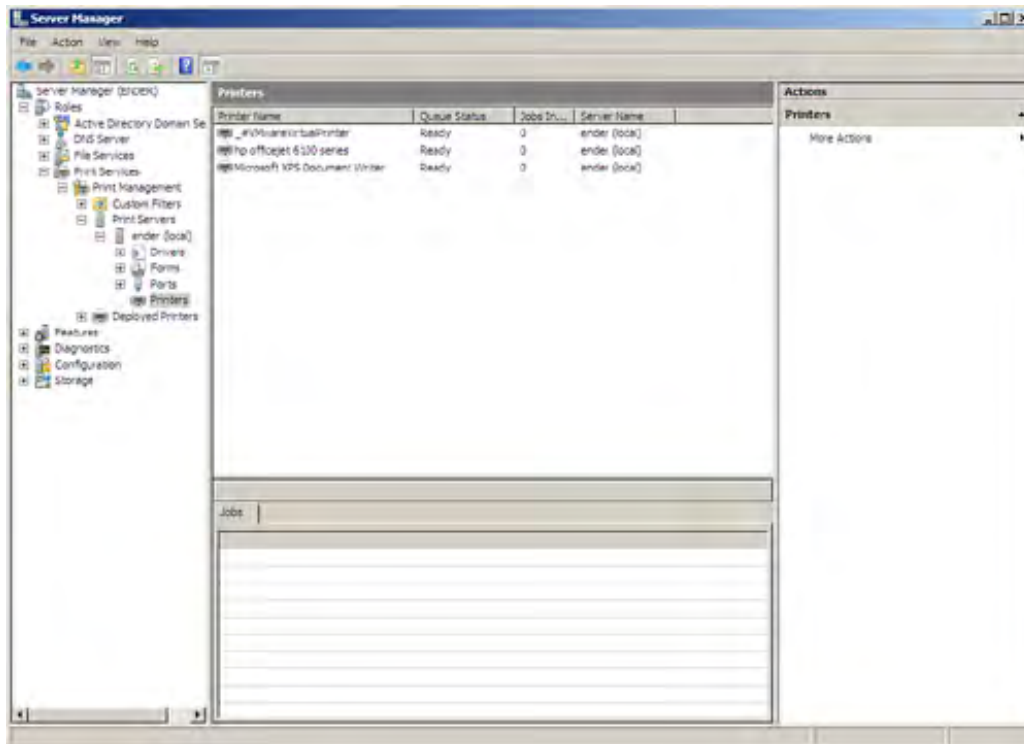 Server Manager
File Action View Help
Server Manager (ENDER)
Roles
Active Directory Domain Se
DNS Server
File Services
Print Services
Print Management
Custom Filters
Print Servers
ender (local)
Drivers
Forms
Ports
Printers
Deployed Printers
Features
Diagnostics
Configuration
Storage
Printers
Printer Name Queue Status Jobs In... Server Name
_#VMwareVirtualPrinter Ready 0 ender (local)
hp officejet 6100 series Ready 0 ender (local)
Microsoft XPS Document Writer Ready 0 ender (local)
Jobs
Actions
Printers
More Actions